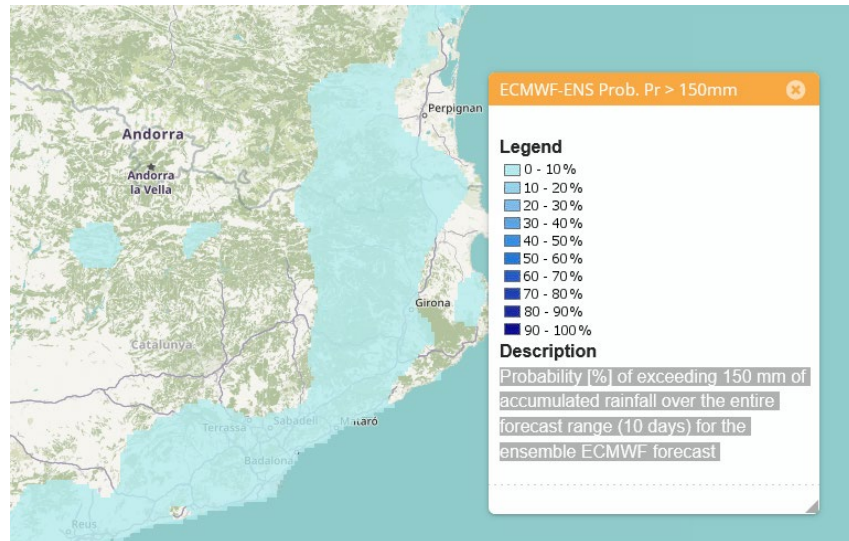 Perpignan
Andorra
Andorra
la Vella
Girona
Catalunya
Terrassa
Sabadell
Mataró
Badalona
Reus
ECMWF-ENS Prob. Pr > 150mm
Legend
0 - 10%
10 - 20%
20 - 30%
30 - 40%
40 - 50%
50 - 60%
60 - 70%
70 - 80%
80 - 90%
90 - 100%
Description
Probability [%] of exceeding 150 mm of
accumulated rainfall over the entire
forecast range (10 days) for the
ensemble ECMWF forecast